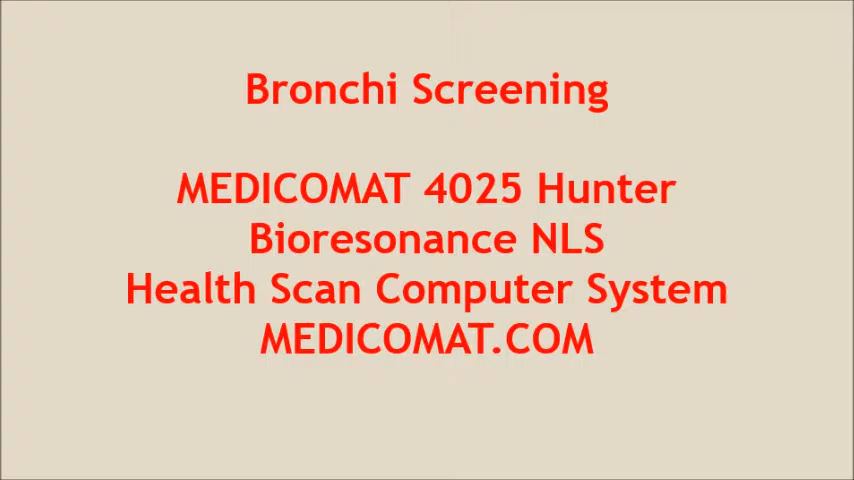 Bronchi Screening
MEDICOMAT 4025 Hunter
Bioresonance NLS
Health Scan Computer System
MEDICOMAT.COM